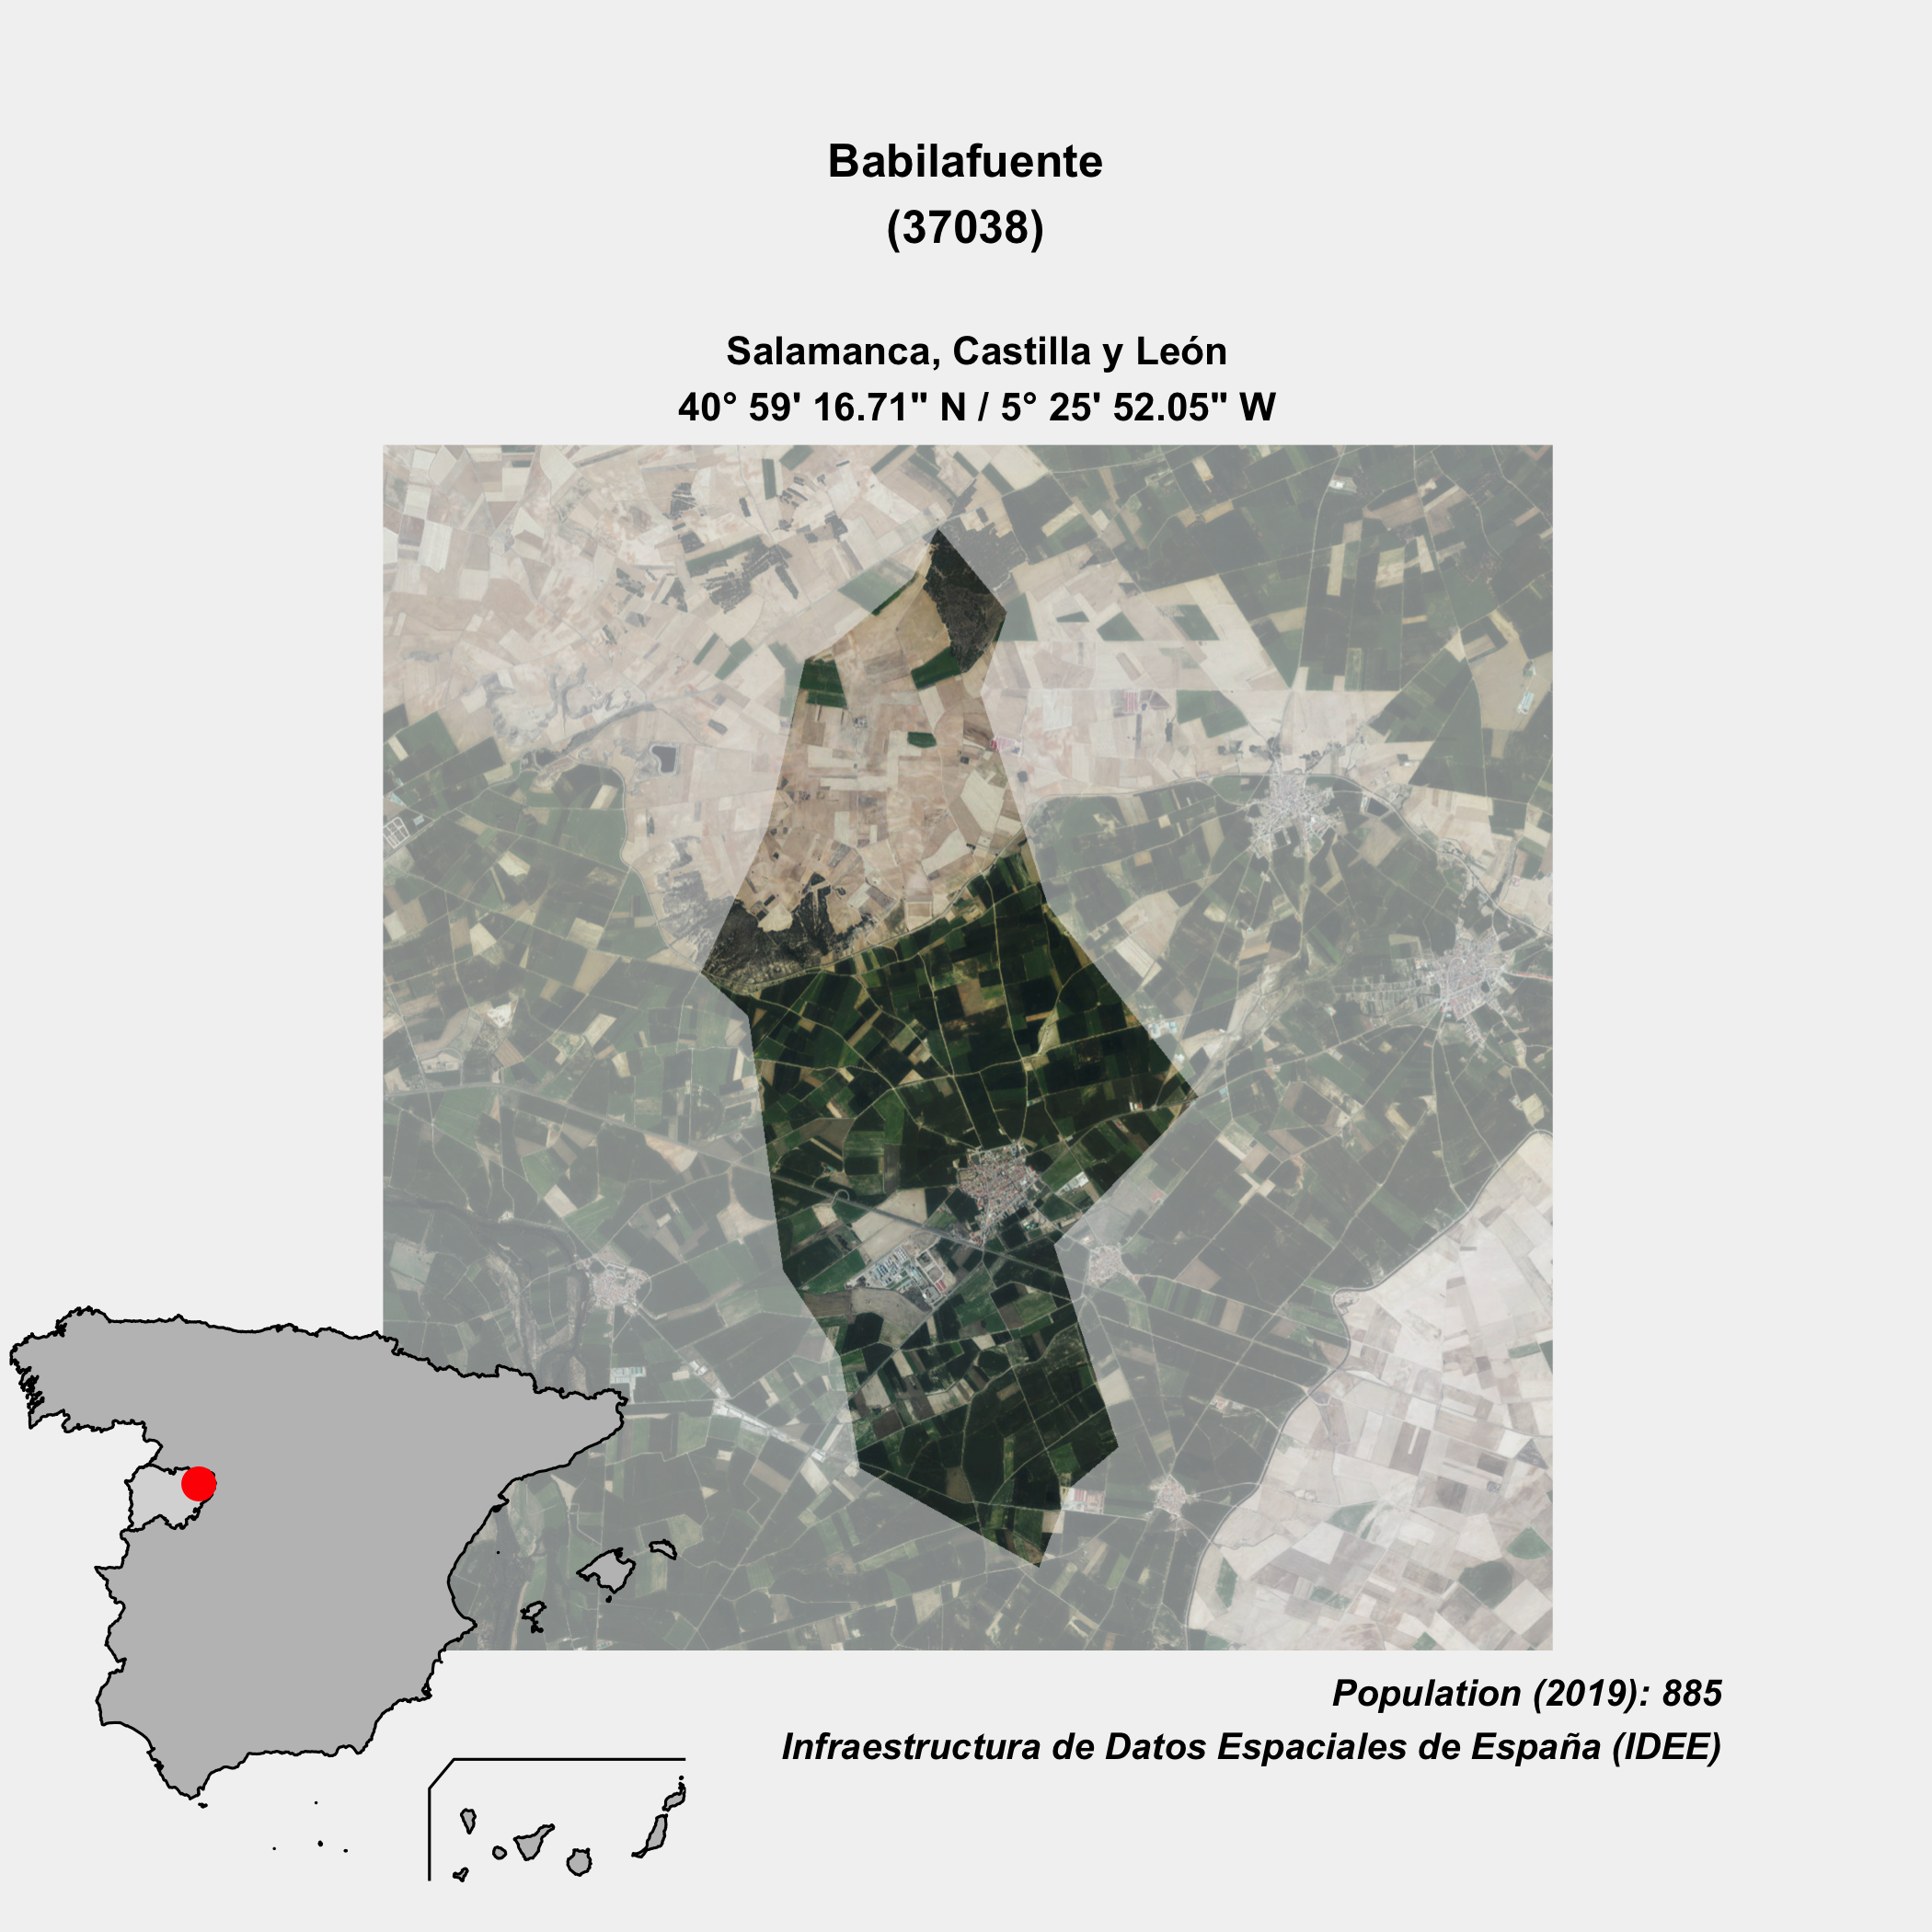 Babilafuente
(37038)
Salamanca, Castilla y León
40° 59' 16.71" N / 5° 25' 52.05" W
Population (2019): 885
Infraestructura de Datos Espaciales de España (IDEE)